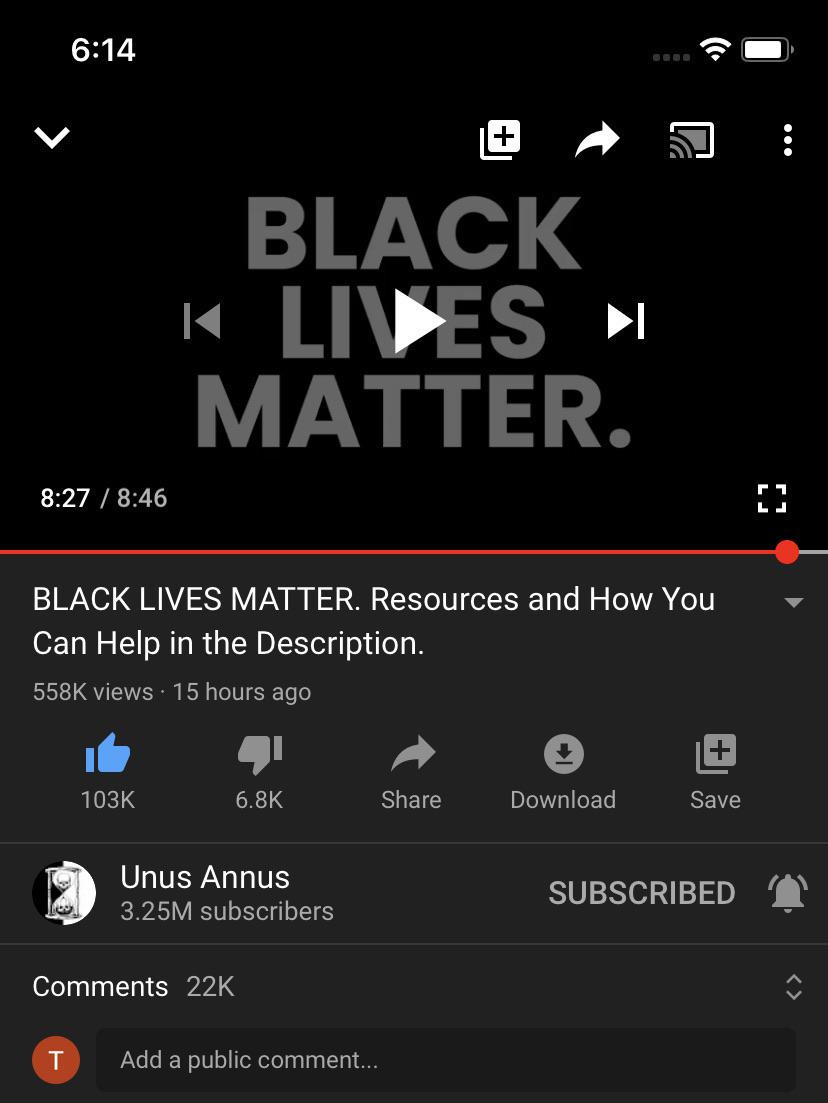 6:14
BLACK
LIVES
MATTER.
8:27 / 8:46
BLACK LIVES MATTER. Resources and How You
Can Help in the Description.
558K views · 15 hours ago
103K 6.8K Share Download Save
Unus Annus
3.25M subscribers
SUBSCRIBED
Comments 22K
T Add a public comment...